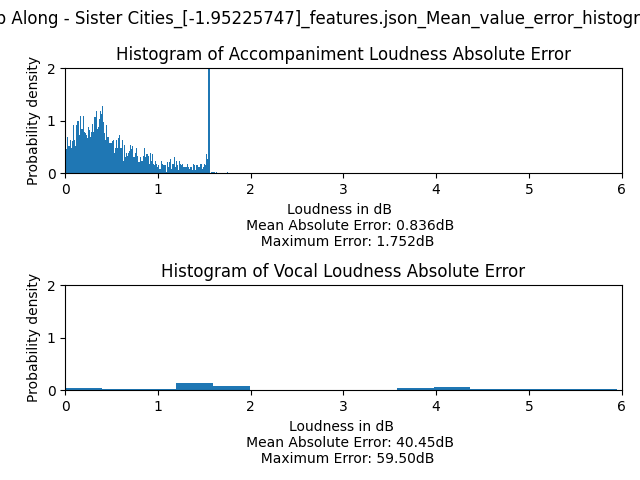 Along - Sister Cities_[-1.95225747]_features.json_Mean_value_error_histogr
Histogram of Accompaniment Loudness Absolute Error
Probability density
2
1
0
0 1 2 3 4 5 6
Loudness in dB
Mean Absolute Error: 0.836dB
Maximum Error: 1.752dB
Histogram of Vocal Loudness Absolute Error
Probability density
2
1
0
0 1 2 3 4 5 6
Loudness in dB
Mean Absolute Error: 40.45dB
Maximum Error: 59.50dB